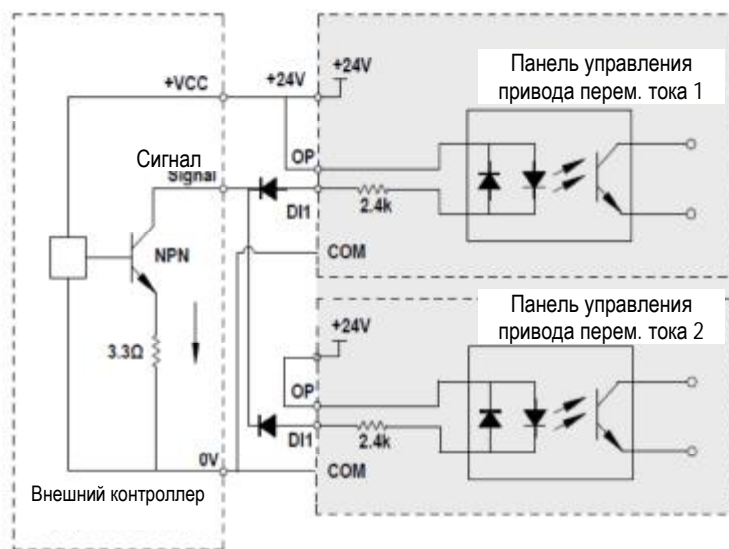 +VCC
+24V
+24V
Панель управления
привода перем. тока 1
Сигнал
Signal
OP
DI1
2.4k
NPN
COM
3.3Ω
+24V
Панель управления
привода перем. тока 2
OP
DI1
2.4k
0V
COM
Внешний контроллер